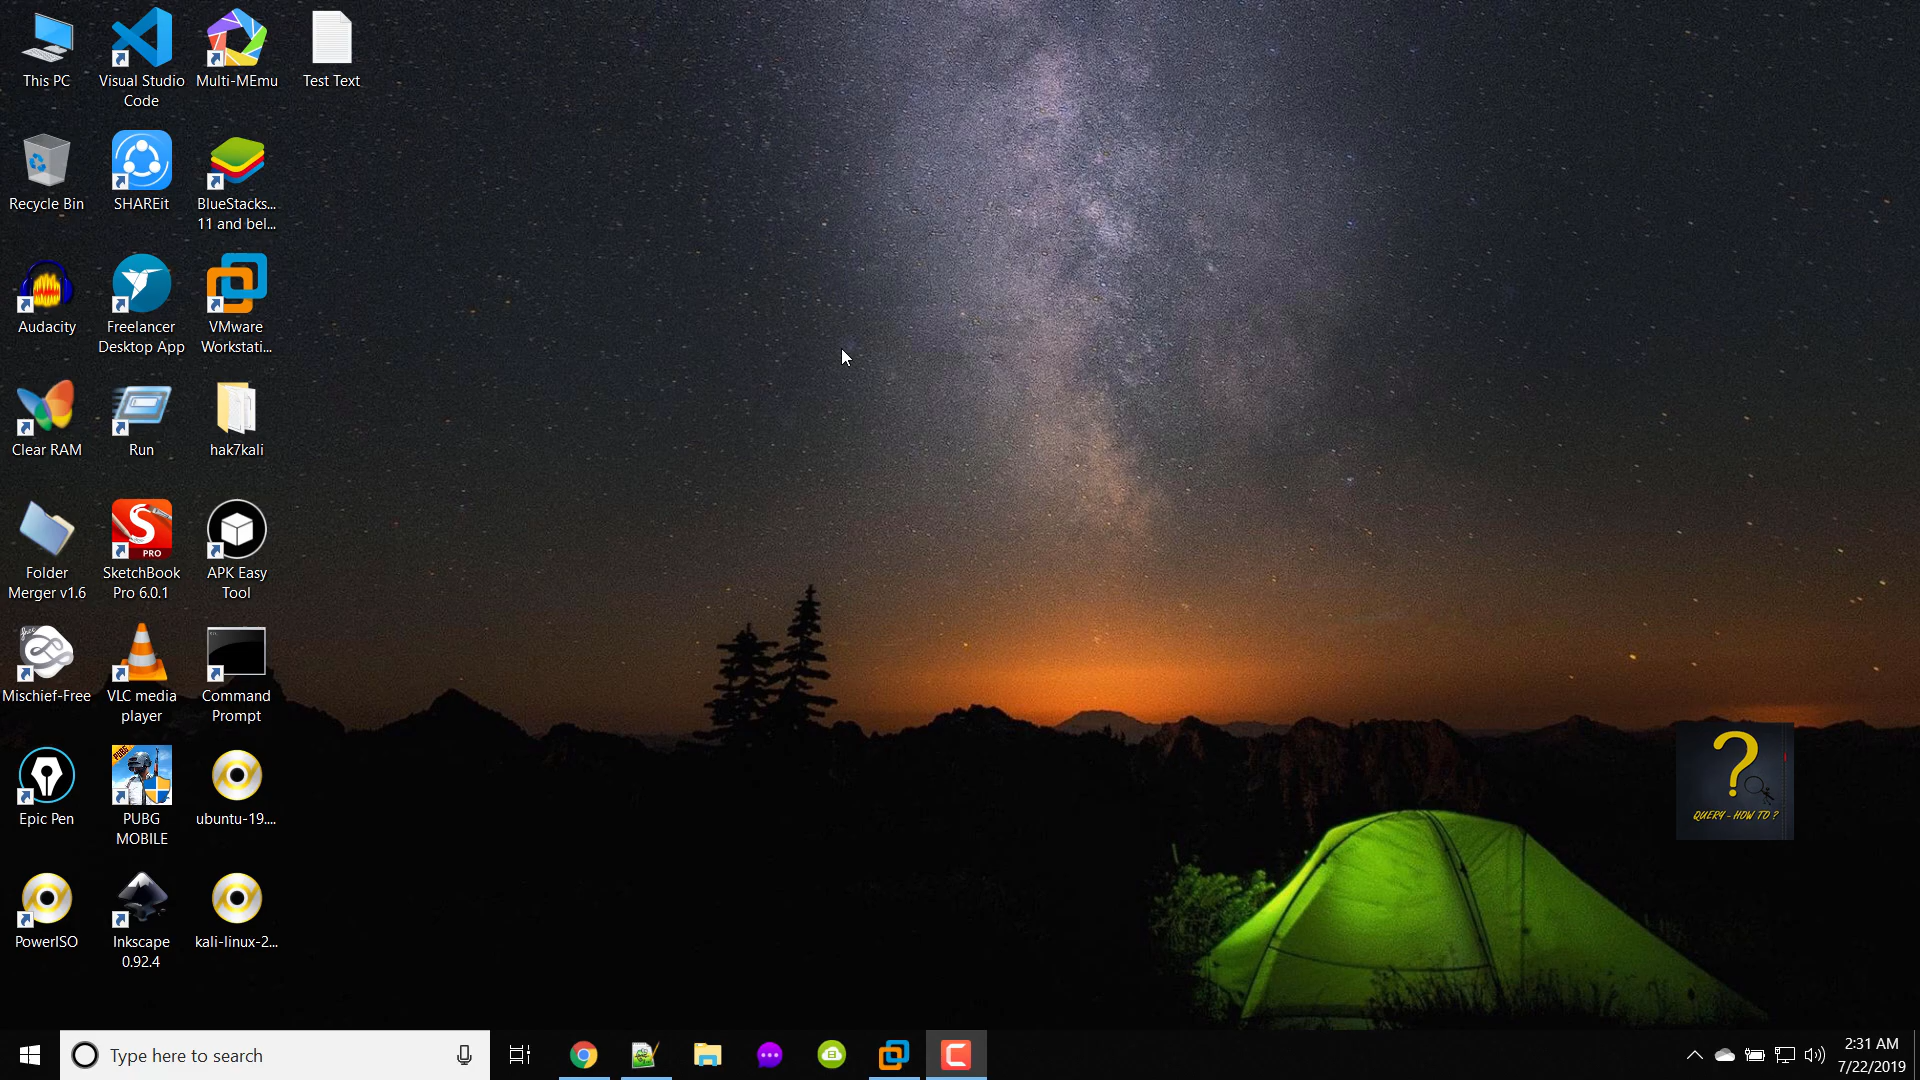 This PC
Visual Studio
Code
Multi-MEmu
Test Text
Recycle Bin
SHAREit
BlueStacks...
11 and bel...
Audacity
Freelancer
Desktop App
VMware
Workstati...
Clear RAM
Run
hak7kali
PRO
Folder
Merger v1.6
SketchBook
Pro 6.0.1
APK Easy
Tool
Mischief-Free
VLC media
player
Command
Prompt
PUBG
Epic Pen
PUBG
MOBILE
ubuntu-19....
QUERY - HOW TO ?
PowerISO
Inkscape
0.92.4
kali-linux-2...
Type here to search
2:31 AM
7/22/2019